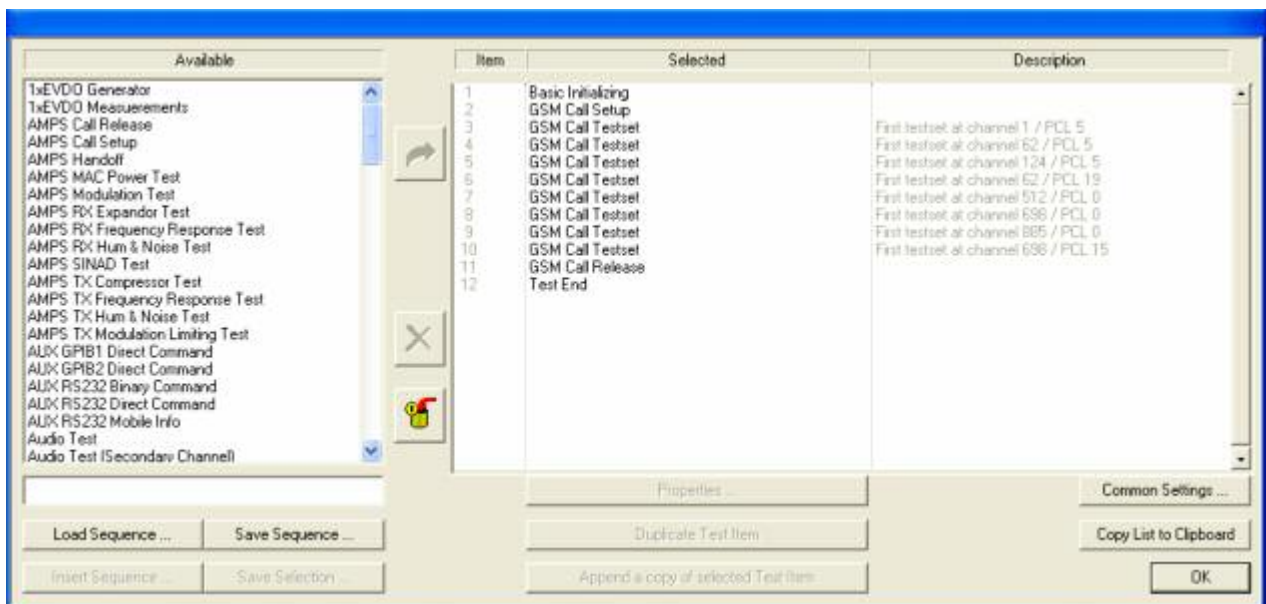 Available
1xEVDO Generator
1xEVDO Measuerements
AMPS Call Release
AMPS Call Setup
AMPS Handoff
AMPS MAC Power Test
AMPS Modulation Test
AMPS RX Expandor Test
AMPS RX Frequency Response Test
AMPS RX Hum & Noise Test
AMPS SINAD Test
AMPS TX Compressor Test
AMPS TX Frequency Response Test
AMPS TX Hum & Noise Test
AMPS TX Modulation Limiting Test
AUX GPIB1 Direct Command
AUX GPIB2 Direct Command
AUX RS232 Binary Command
AUX RS232 Direct Command
AUX RS232 Mobile Info
Audio Test
Audio Test (Secondary Channel)
Load Sequence ... Save Sequence ...
Insert Sequence ... Save Selection ...
Item Selected Description
1 Basic Initializing
2 GSM Call Setup
3 GSM Call Testset First testset at channel 1 / PCL 5
4 GSM Call Testset First testset at channel 62 / PCL 5
5 GSM Call Testset First testset at channel 124 / PCL 5
6 GSM Call Testset First testset at channel 62 / PCL 19
7 GSM Call Testset First testset at channel 512 / PCL 0
8 GSM Call Testset First testset at channel 698 / PCL 0
9 GSM Call Testset First testset at channel 885 / PCL 0
10 GSM Call Testset First testset at channel 698 / PCL 15
11 GSM Call Release
12 Test End
Properties ... Common Settings ...
Duplicate Test Item Copy List to Clipboard
Append a copy of selected Test Item OK